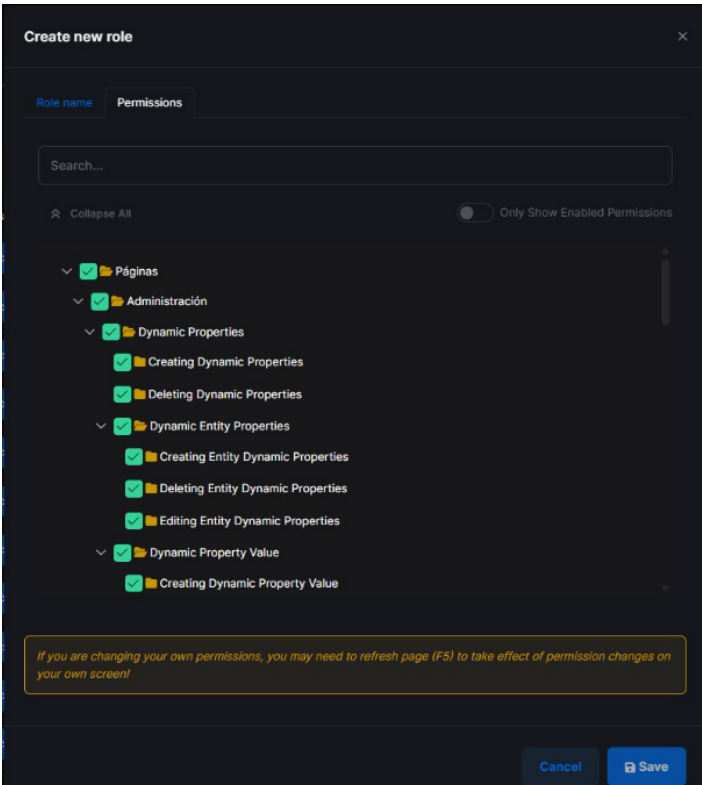 Create new role
Role name
Permissions
Search...
Collapse All
Only Show Enabled Permissions
Páginas
Administración
Dynamic Properties
Creating Dynamic Properties
Deleting Dynamic Properties
Dynamic Entity Properties
Creating Entity Dynamic Properties
Deleting Entity Dynamic Properties
Editing Entity Dynamic Properties
Dynamic Property Value
Creating Dynamic Property Value
If you are changing your own permissions, you may need to refresh page (F5) to take effect of permission changes on
your own screen!
Cancel
Save